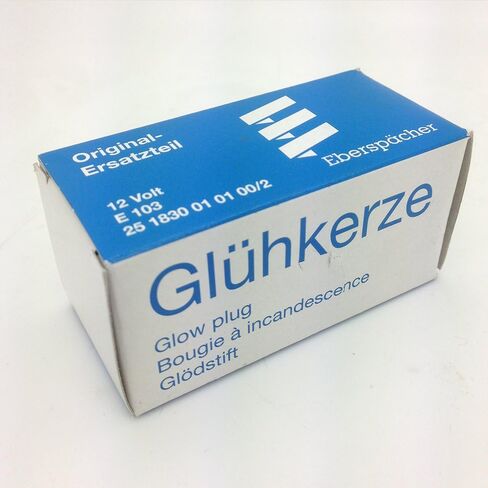 Original-
Ersatzteil
12 Volt
E 103
25 1830 01 01 00/2
Eberspächer
Glühkerze
Glow plug
Bougie à incandescence
Glödstift